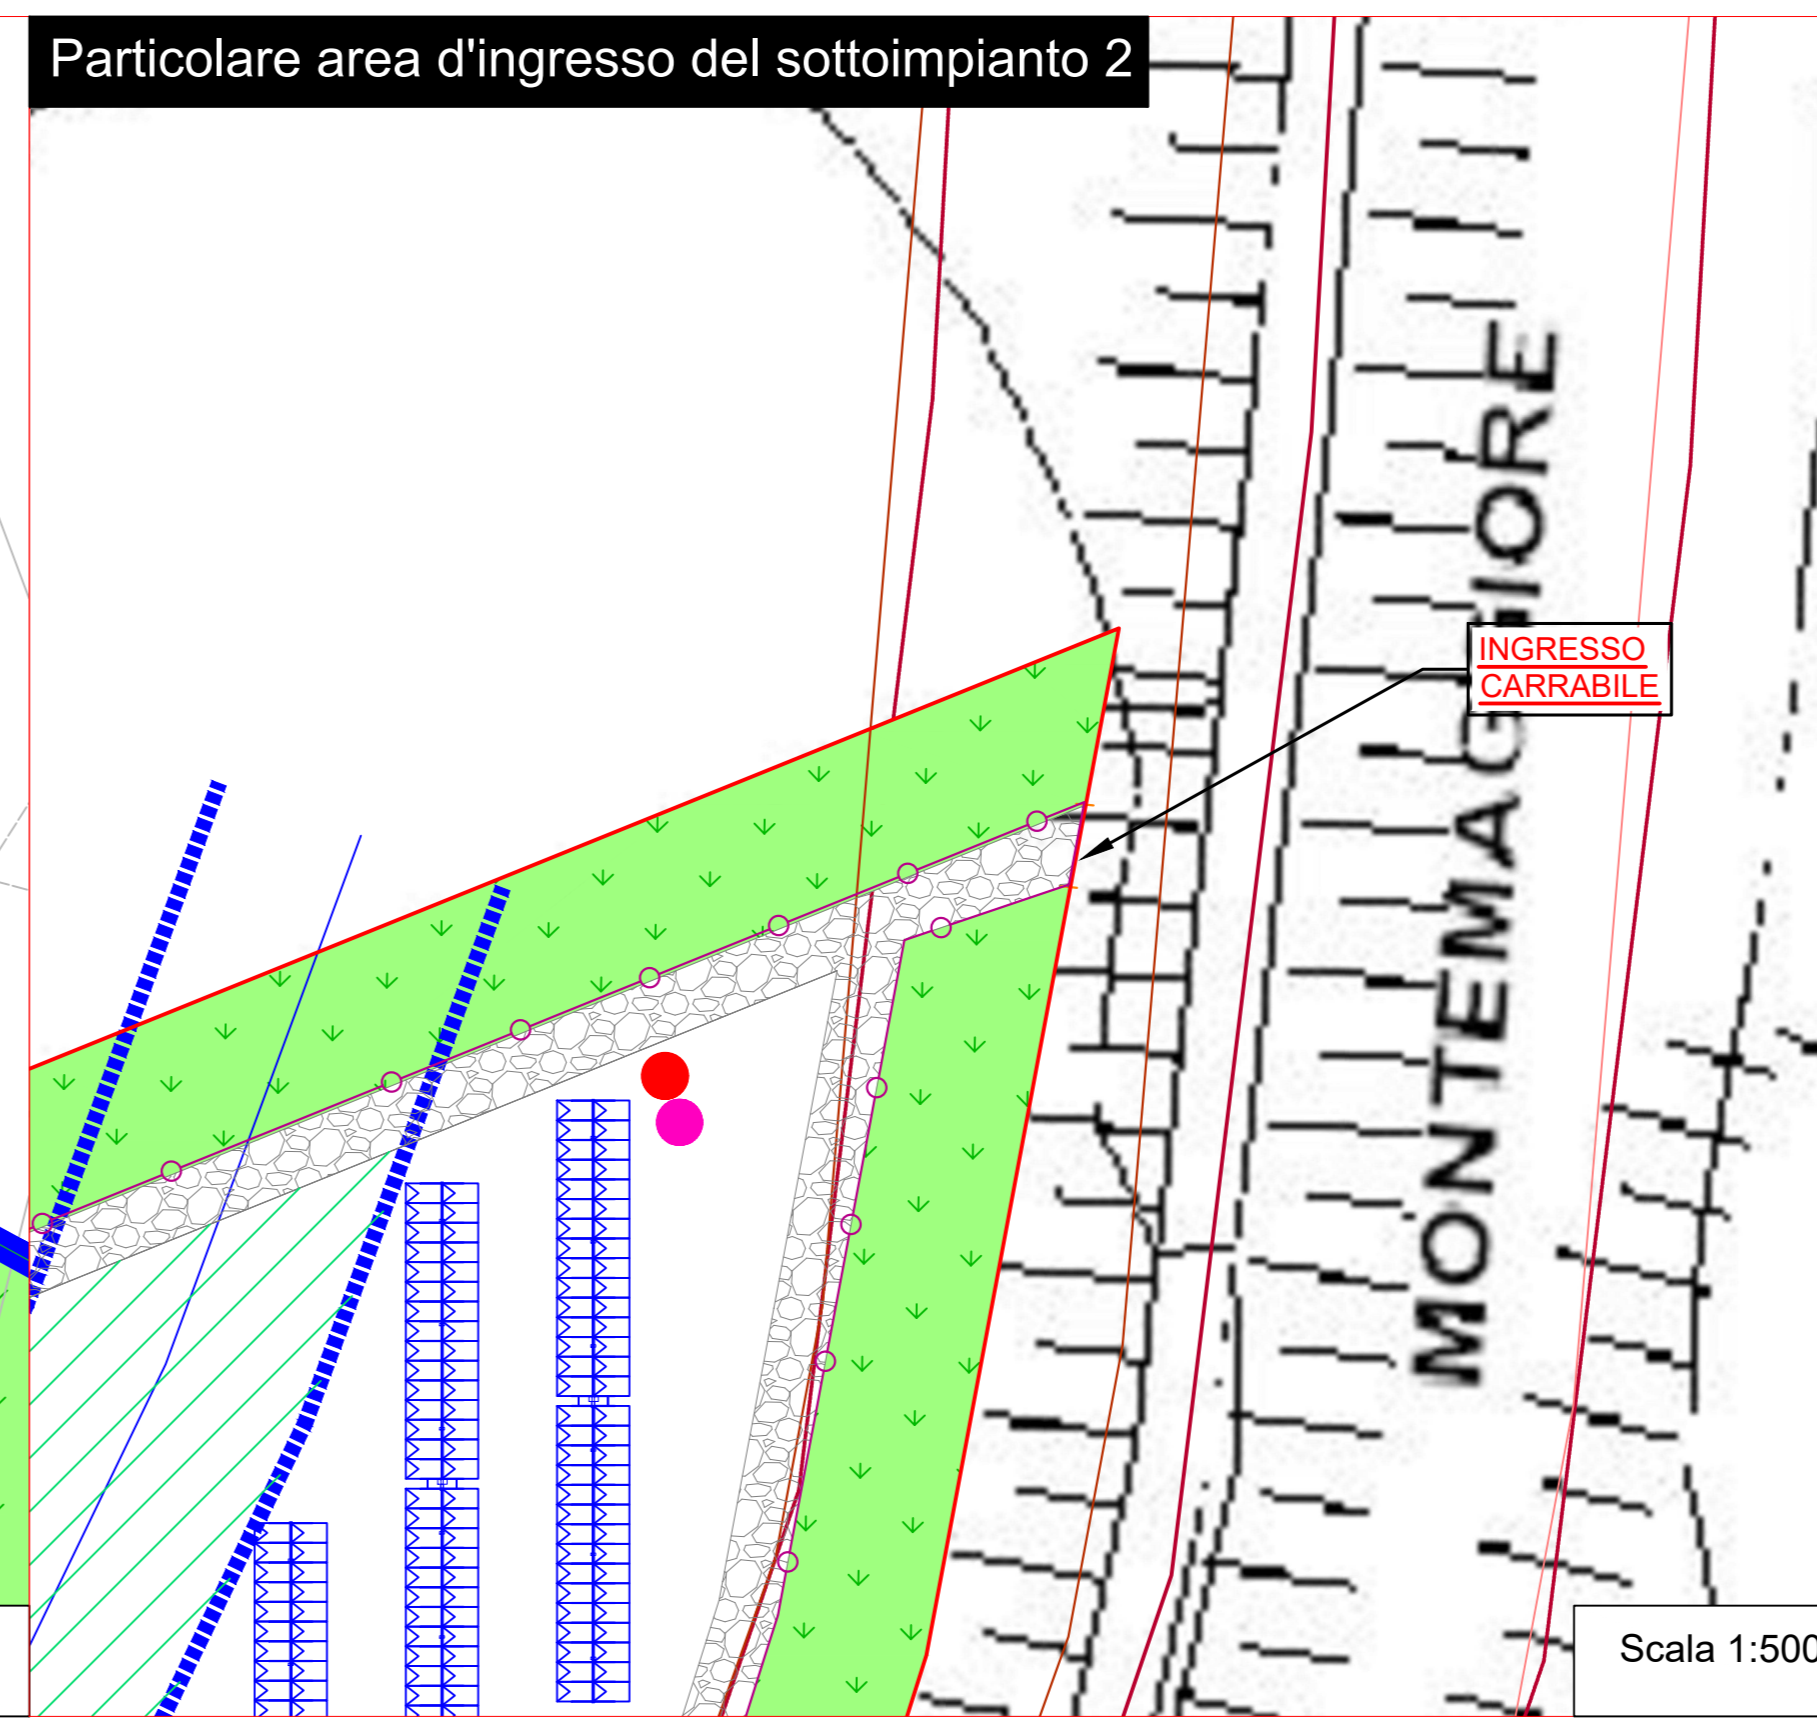 Particolare area d'ingresso del sottoimpianto 2
INGRESSO
CARRABILE
MONTEMAGGIORE
Scala 1:500